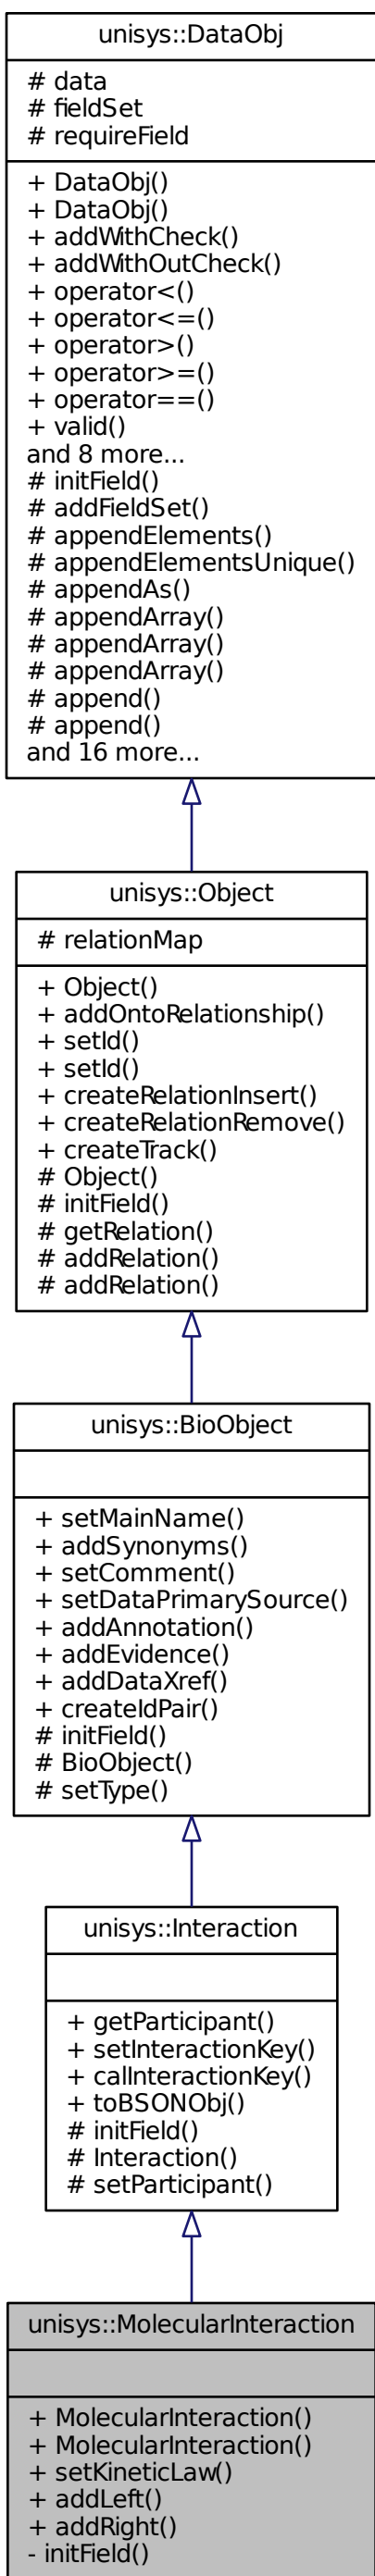 unisys::DataObj
# data
# fieldSet
# requireField
+ DataObj()
+ DataObj()
+ addWithCheck()
+ addWithOutCheck()
+ operator<()
+ operator<=()
+ operator>()
+ operator>=()
+ operator==()
+ valid()
and 8 more...
# initField()
# addFieldSet()
# appendElements()
# appendElementsUnique()
# appendAs()
# appendArray()
# appendArray()
# appendArray()
# append()
# append()
and 16 more...
unisys::Object
# relationMap
+ Object()
+ addOntoRelationship()
+ setId()
+ setId()
+ createRelationInsert()
+ createRelationRemove()
+ createTrack()
# Object()
# initField()
# getRelation()
# addRelation()
# addRelation()
unisys::BioObject
+ setMainName()
+ addSynonyms()
+ setComment()
+ setDataPrimarySource()
+ addAnnotation()
+ addEvidence()
+ addDataXref()
+ createIdPair()
# initField()
# BioObject()
# setType()
unisys::Interaction
+ getParticipant()
+ setInteractionKey()
+ calInteractionKey()
+ toBSONObj()
# initField()
# Interaction()
# setParticipant()
unisys::MolecularInteraction
+ MolecularInteraction()
+ MolecularInteraction()
+ setKineticLaw()
+ addLeft()
+ addRight()
- initField()